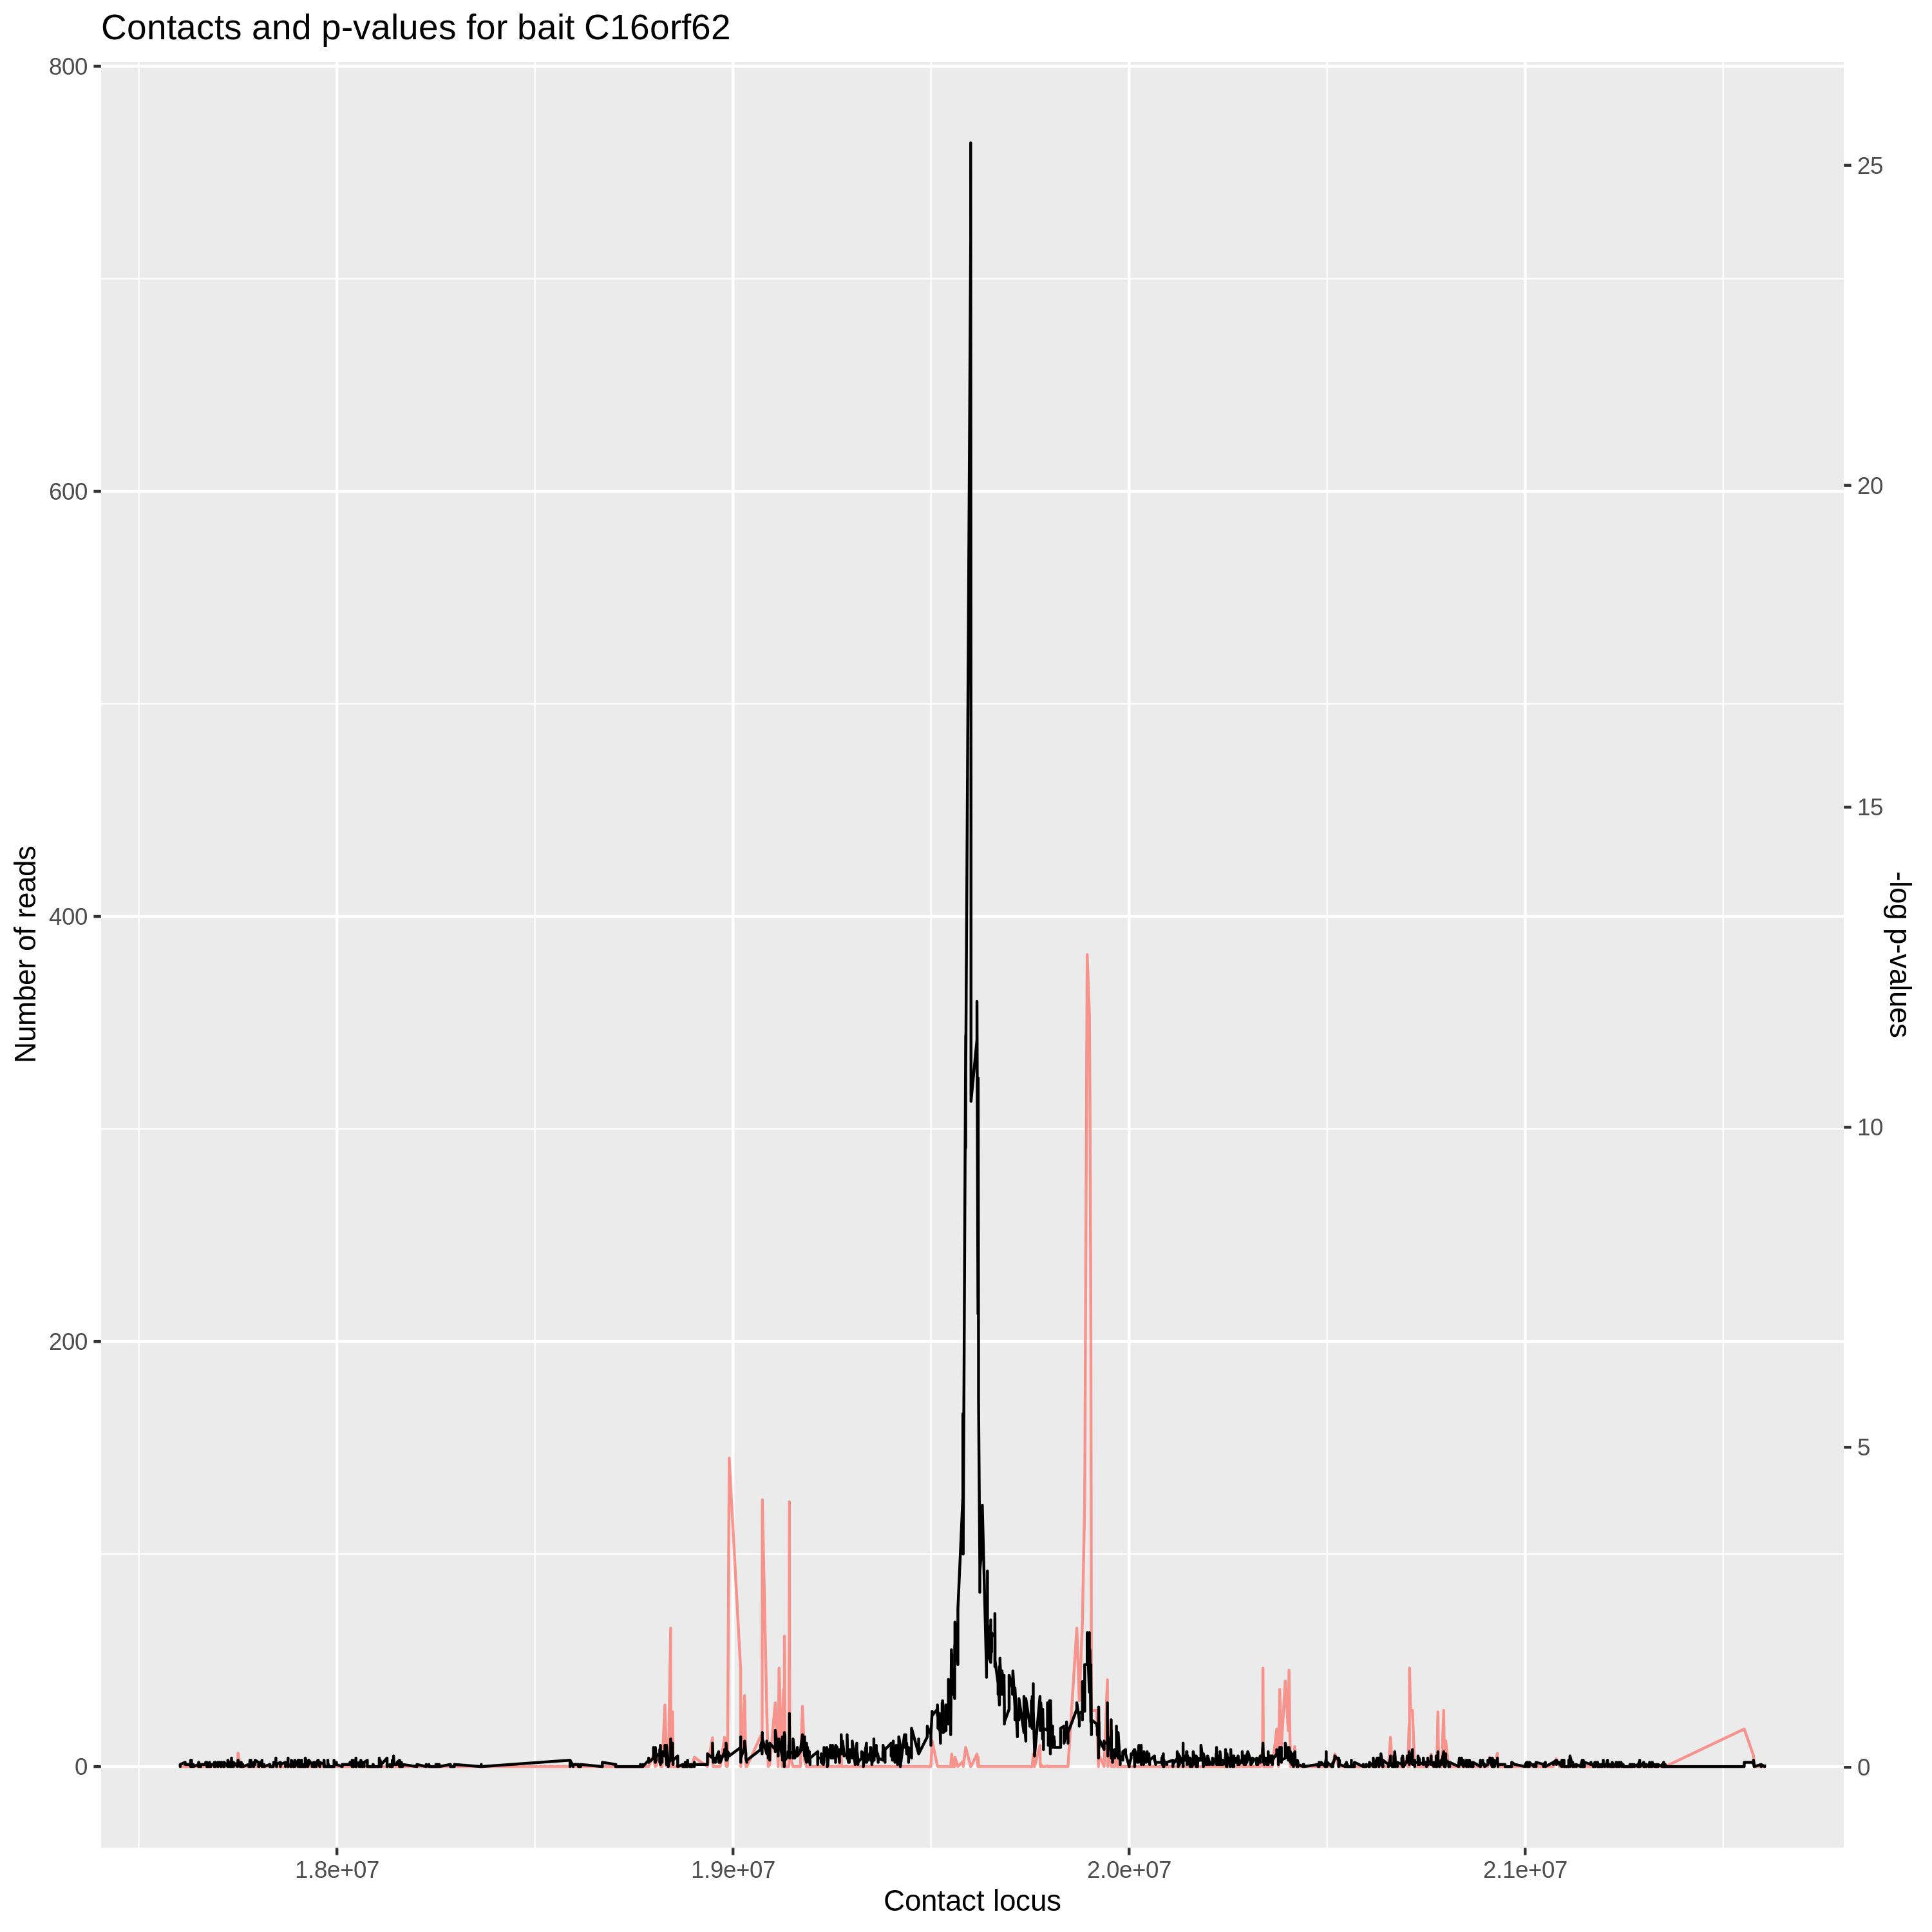 Contacts and p-values for bait C16orf62
800
600
400
200
0
Number of reads
25
20
15
10
5
0
-log p-values
1.8e+07
1.9e+07
2.0e+07
2.1e+07
Contact locus